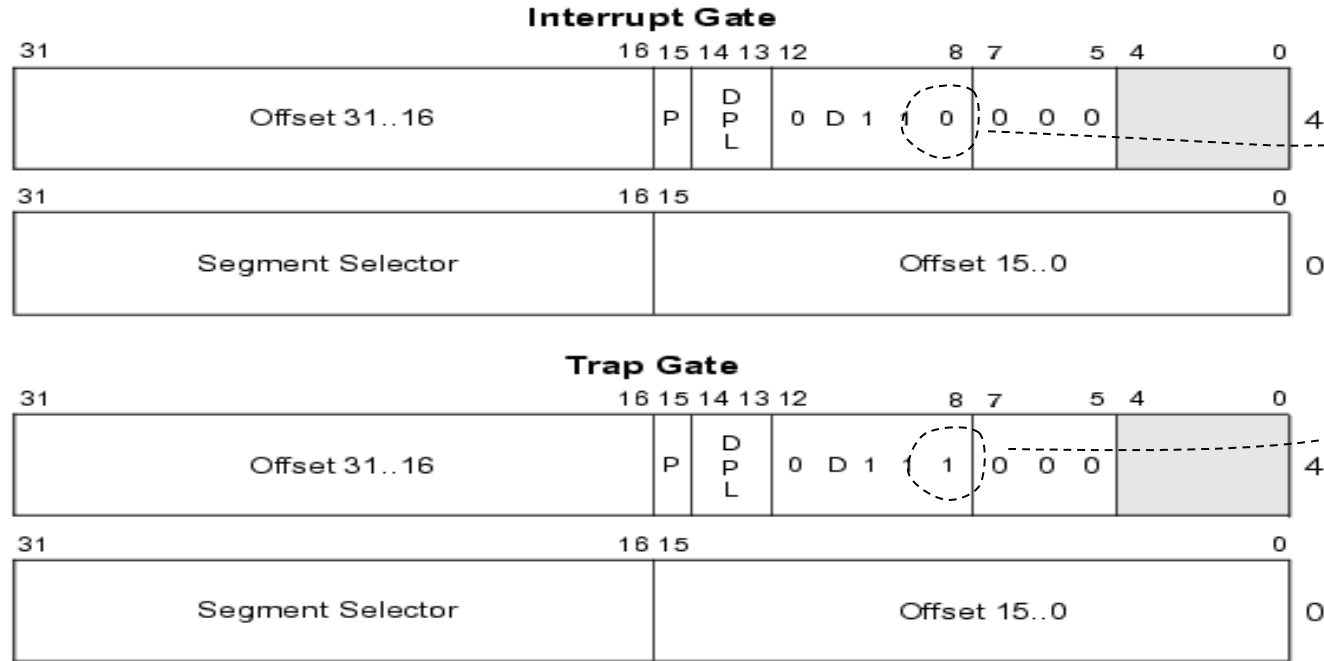 Interrupt Gate
31 16 15 14 13 12 8 7 5 4 0
Offset 31..16 P DPL 0 D 1 1 0 0 0 0 4
31 16 15 0
Segment Selector Offset 15..0 0
Trap Gate
31 16 15 14 13 12 8 7 5 4 0
Offset 31..16 P DPL 0 D 1 1 1 0 0 0 4
31 16 15 0
Segment Selector Offset 15..0 0